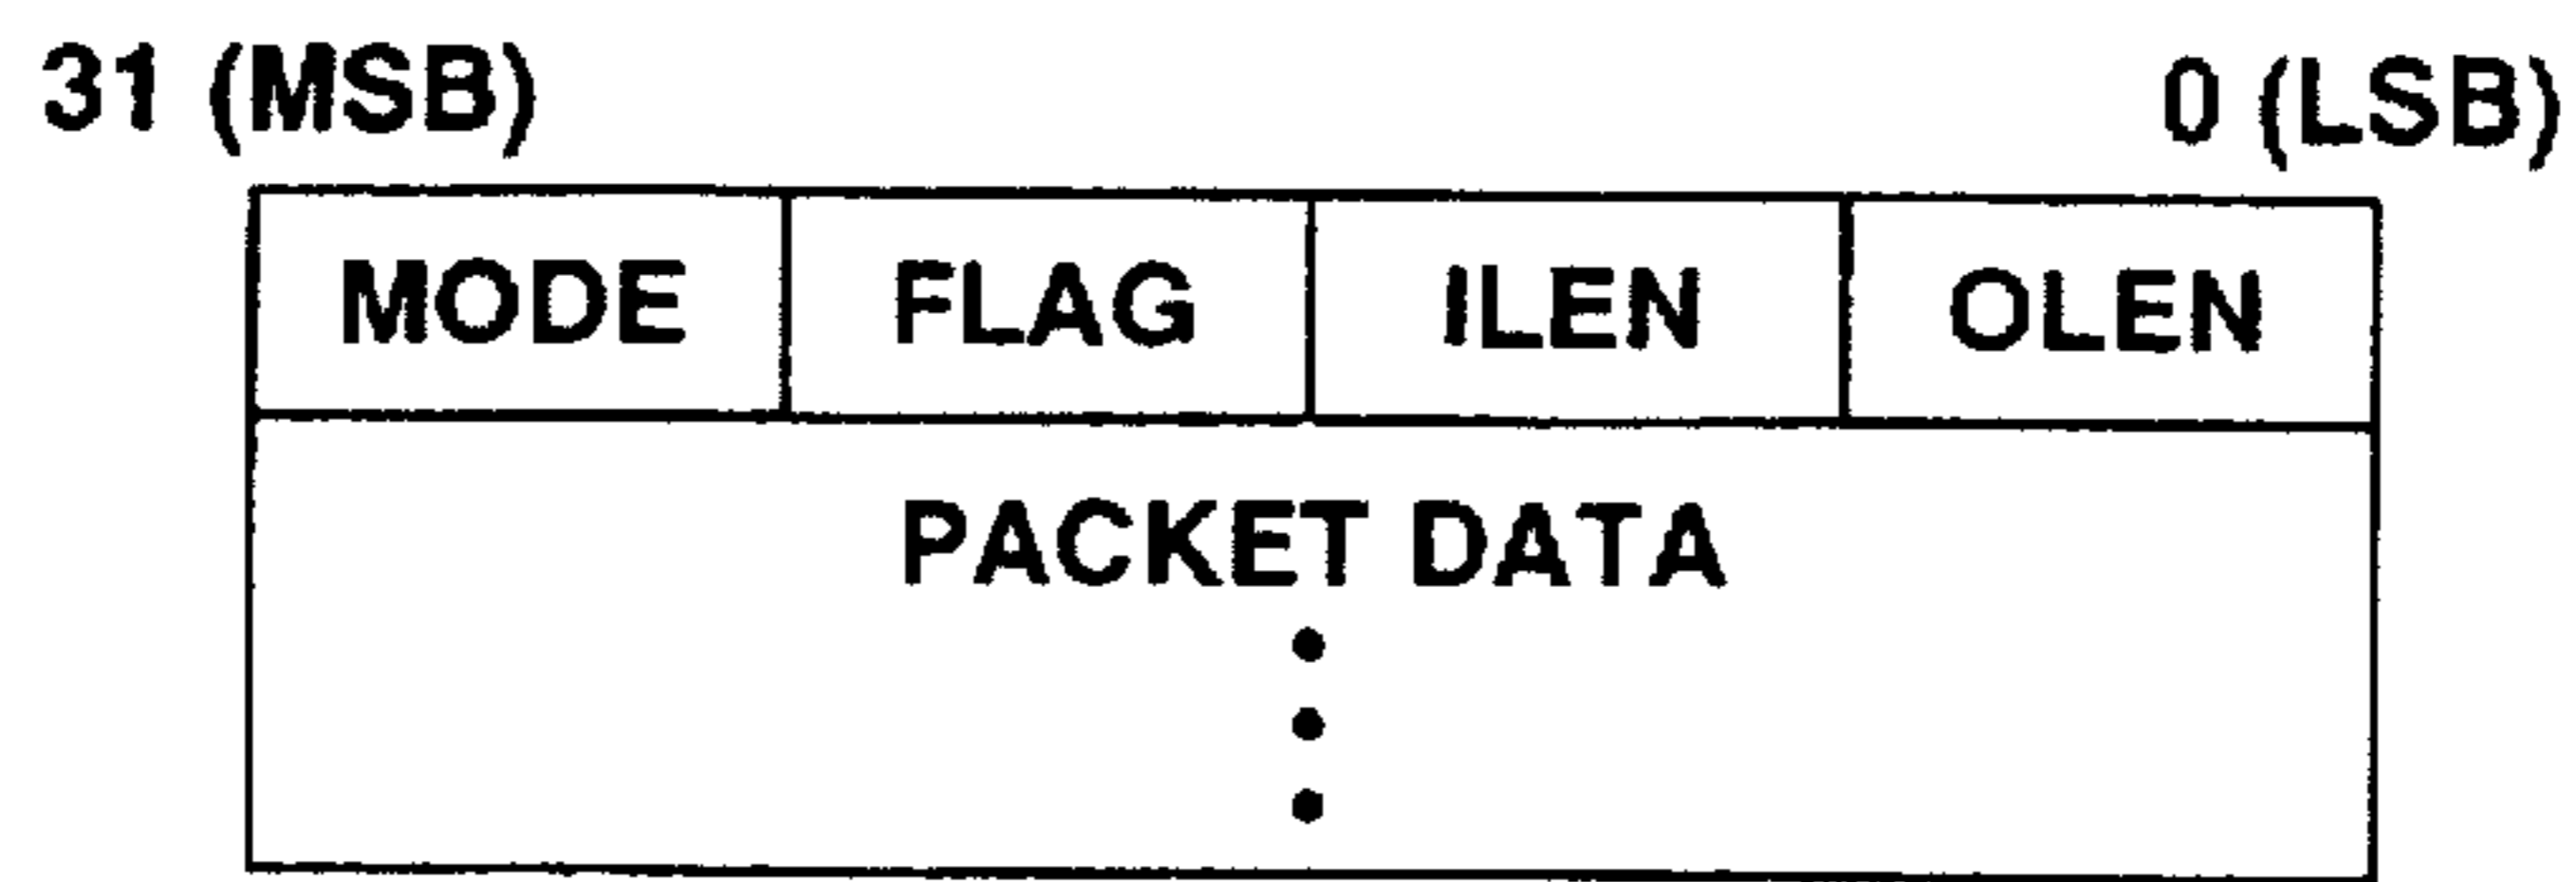 31 (MSB) 0 (LSB)
MODE FLAG ILEN OLEN
PACKET DATA